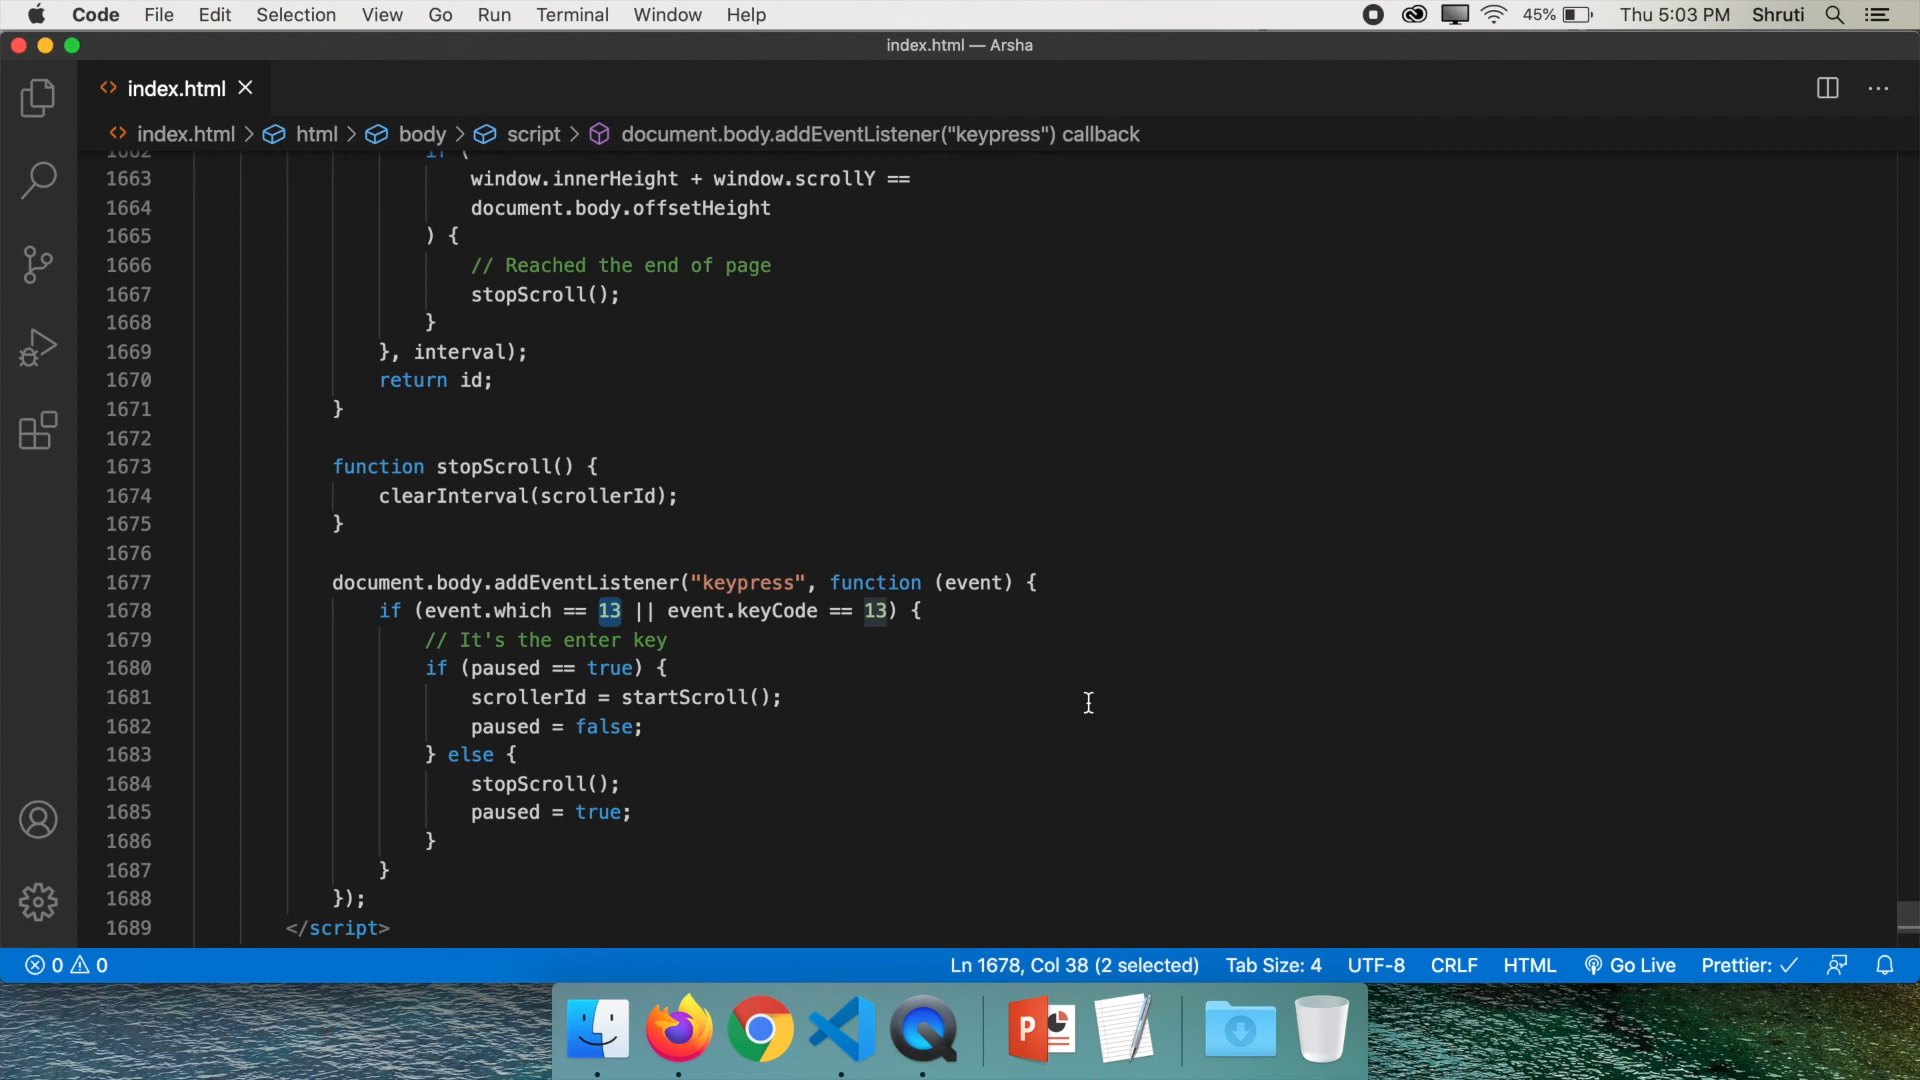 Code File Edit Selection View Go Run Terminal Window Help 45% Thu 5:03 PM Shruti
index.html — Arsha
index.html
index.html > html > body > script > document.body.addEventListener("keypress") callback
1662 if (
1663 window.innerHeight + window.scrollY ==
1664 document.body.offsetHeight
1665 ) {
1666 // Reached the end of page
1667 stopScroll();
1668 }
1669 }, interval);
1670 return id;
1671 }
1672
1673 function stopScroll() {
1674 clearInterval(scrollerId);
1675 }
1676
1677 document.body.addEventListener("keypress", function (event) {
1678 if (event.which == 13 || event.keyCode == 13) {
1679 // It's the enter key
1680 if (paused == true) {
1681 scrollerId = startScroll();
1682 paused = false;
1683 } else {
1684 stopScroll();
1685 paused = true;
1686 }
1687 }
1688 });
1689 </script>
0 0 Ln 1678, Col 38 (2 selected) Tab Size: 4 UTF-8 CRLF HTML Go Live Prettier: ✓
P